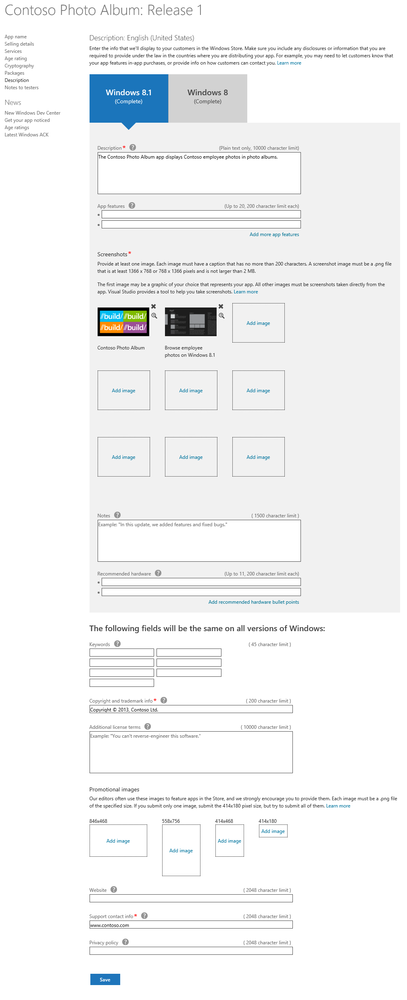 Contoso Photo Album: Release 1
App name
Selling details
Services
Age rating
Cryptography
Packages
Description
Notes to testers
News
New Windows Dev Center
Get your app noticed
Age ratings
Latest Windows ACK
Description: English (United States)
Enter the info that we'll display to your customers in the Windows Store. Make sure you include any disclosures or information that you are
required to provide under the law in the countries where you are distributing your app. For example, you may need to let customers know that
your app features in-app purchases, or provide info on how customers can contact you. Learn more
Windows 8.1
(Complete)
Windows 8
(Complete)
Description * ? (Plain text only, 10000 character limit)
The Contoso Photo Album app displays Contoso employee photos in photo albums.
App features ? (Up to 20, 200 character limit each)
Add more app features
Screenshots *
Provide at least one image. Each image must have a caption that has no more than 200 characters. A screenshot image must be a .png file
that is at least 1366 x 768 or 768 x 1366 pixels and is not larger than 2 MB.
The first image may be a graphic of your choice that represents your app. All other images must be screenshots taken directly from the
app. Visual Studio provides a tool to help you take screenshots. Learn more
//build/ //build/
//build/ //build/
Contoso Photo Album
Browse employee
photos on Windows 8.1
Add image
Add image Add image Add image
Add image Add image Add image
Notes ? ( 1500 character limit )
Example: "In this update, we added features and fixed bugs."
Recommended hardware ? (Up to 11, 200 character limit each)
Add recommended hardware bullet points
The following fields will be the same on all versions of Windows:
Keywords ? ( 45 character limit )
Copyright and trademark info * ? ( 200 character limit )
Copyright © 2013, Contoso Ltd.
Additional license terms ? ( 10000 character limit )
Example: "You can't reverse-engineer this software."
Promotional images
Our editors often use these images to feature apps in the Store, and we strongly encourage you to provide them. Each image must be a .png file
of the specified size. If you submit only one image, submit the 414x180 pixel size, but try to submit all of them. Learn more
846x468 558x756 414x468 414x180
Add image Add image Add image Add image
Website ? ( 2048 character limit )
Support contact info * ? ( 2048 character limit )
www.contoso.com
Privacy policy ? ( 2048 character limit )
Save